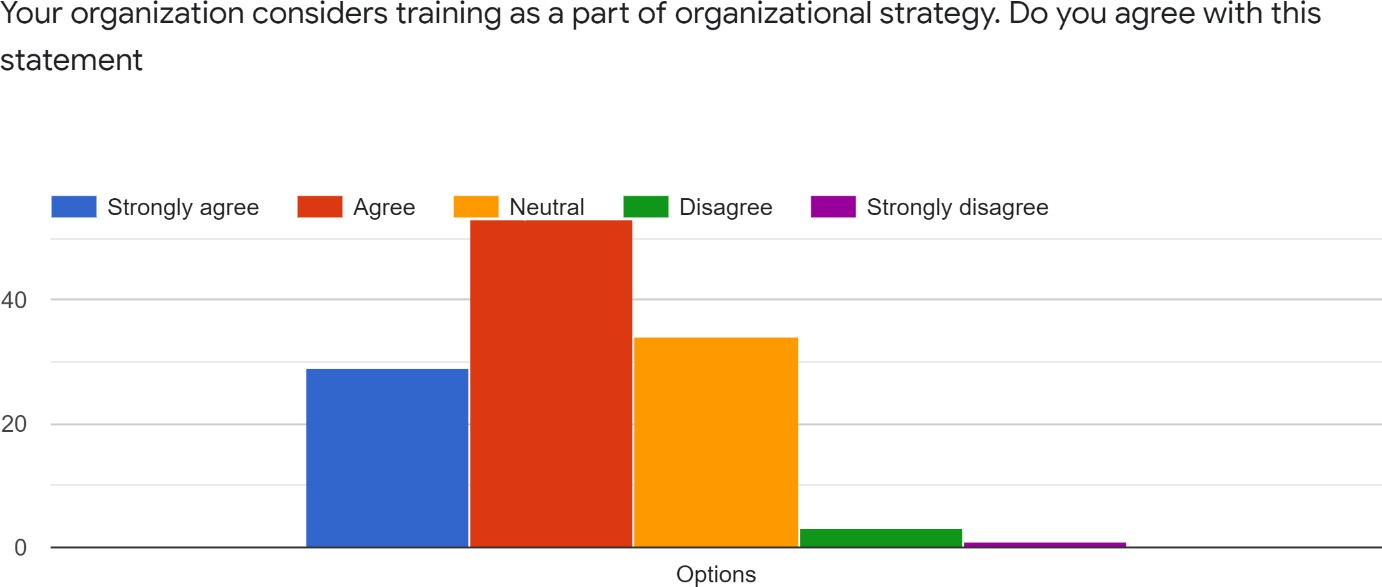 Your organization considers training as a part of organizational strategy. Do you agree with this
statement
Strongly agree Agree Neutral Disagree Strongly disagree
40
20
0
Options